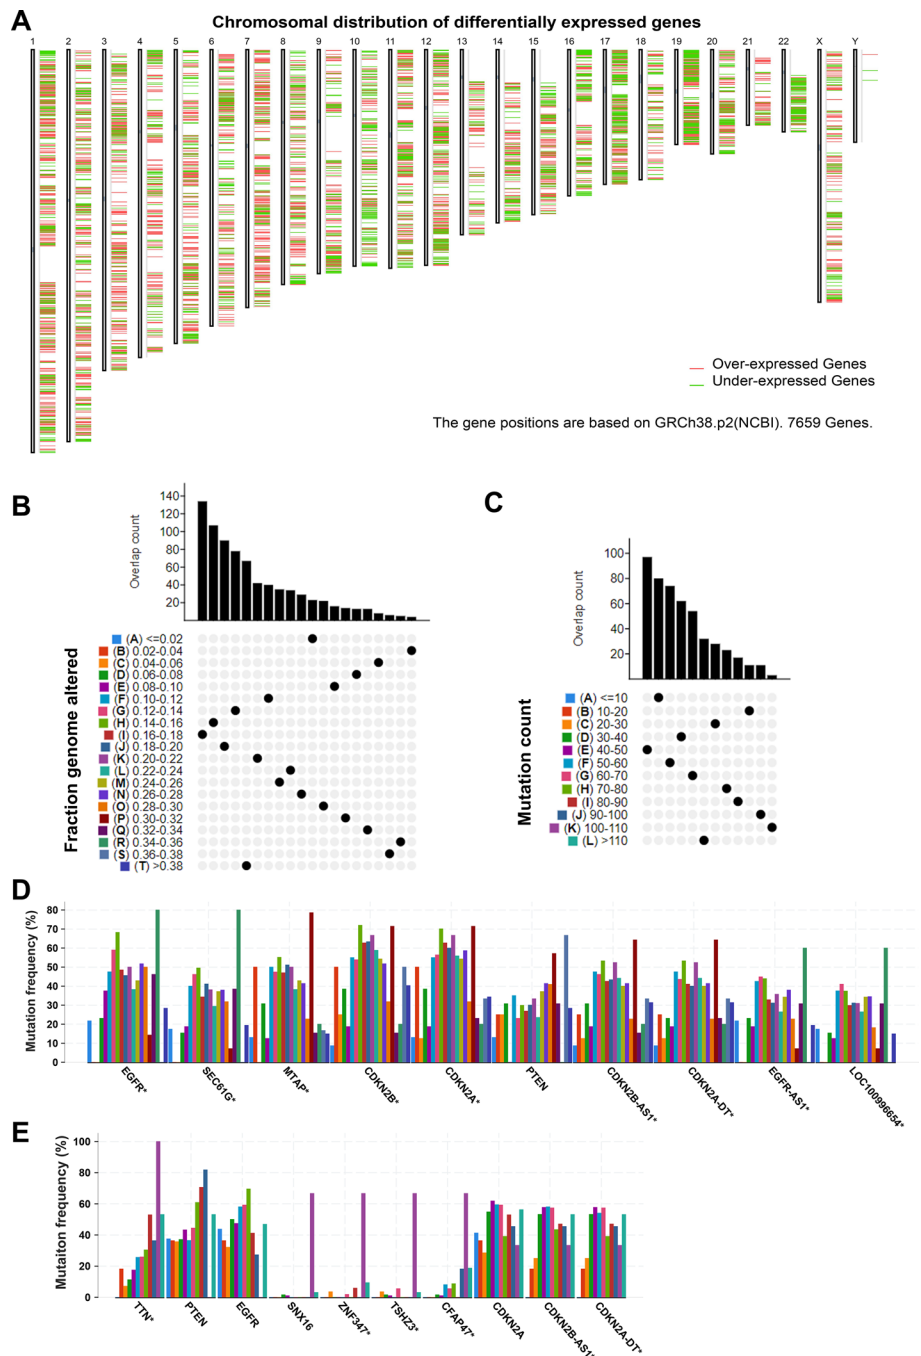 A
Chromosomal distribution of differentially expressed genes
1 2 3 4 5 6 7 8 9 10 11 12 13 14 15 16 17 18 19 20 21 22 X Y
Over-expressed Genes
Under-expressed Genes
The gene positions are based on GRCh38.p2(NCBI). 7659 Genes.
B
Overlap count
140
120
100
80
60
40
20
Fraction genome altered
(A) <=0.02
(B) 0.02-0.04
(C) 0.04-0.06
(D) 0.06-0.08
(E) 0.08-0.10
(F) 0.10-0.12
(G) 0.12-0.14
(H) 0.14-0.16
(I) 0.16-0.18
(J) 0.18-0.20
(K) 0.20-0.22
(L) 0.22-0.24
(M) 0.24-0.26
(N) 0.26-0.28
(O) 0.28-0.30
(P) 0.30-0.32
(Q) 0.32-0.34
(R) 0.34-0.36
(S) 0.36-0.38
(T) >0.38
C
Overlap count
100
80
60
40
20
Mutation count
(A) <=10
(B) 10-20
(C) 20-30
(D) 30-40
(E) 40-50
(F) 50-60
(G) 60-70
(H) 70-80
(I) 80-90
(J) 90-100
(K) 100-110
(L) >110
D
Mutation frequency (%)
80
70
60
50
40
30
20
10
0
EGFR*
SEC61G*
MTAP*
CDKN2B*
CDKN2A*
PTEN
CDKN2B-AS1*
CDKN2A-DT*
EGFR-AS1*
LOC100996654*
E
Mutaiton frequency (%)
100
80
60
40
20
0
TTN*
PTEN
EGFR
SNX16
ZNF347*
TSHZ3*
CFAP47*
CDKN2A
CDKN2B-AS1*
CDKN2A-DT*